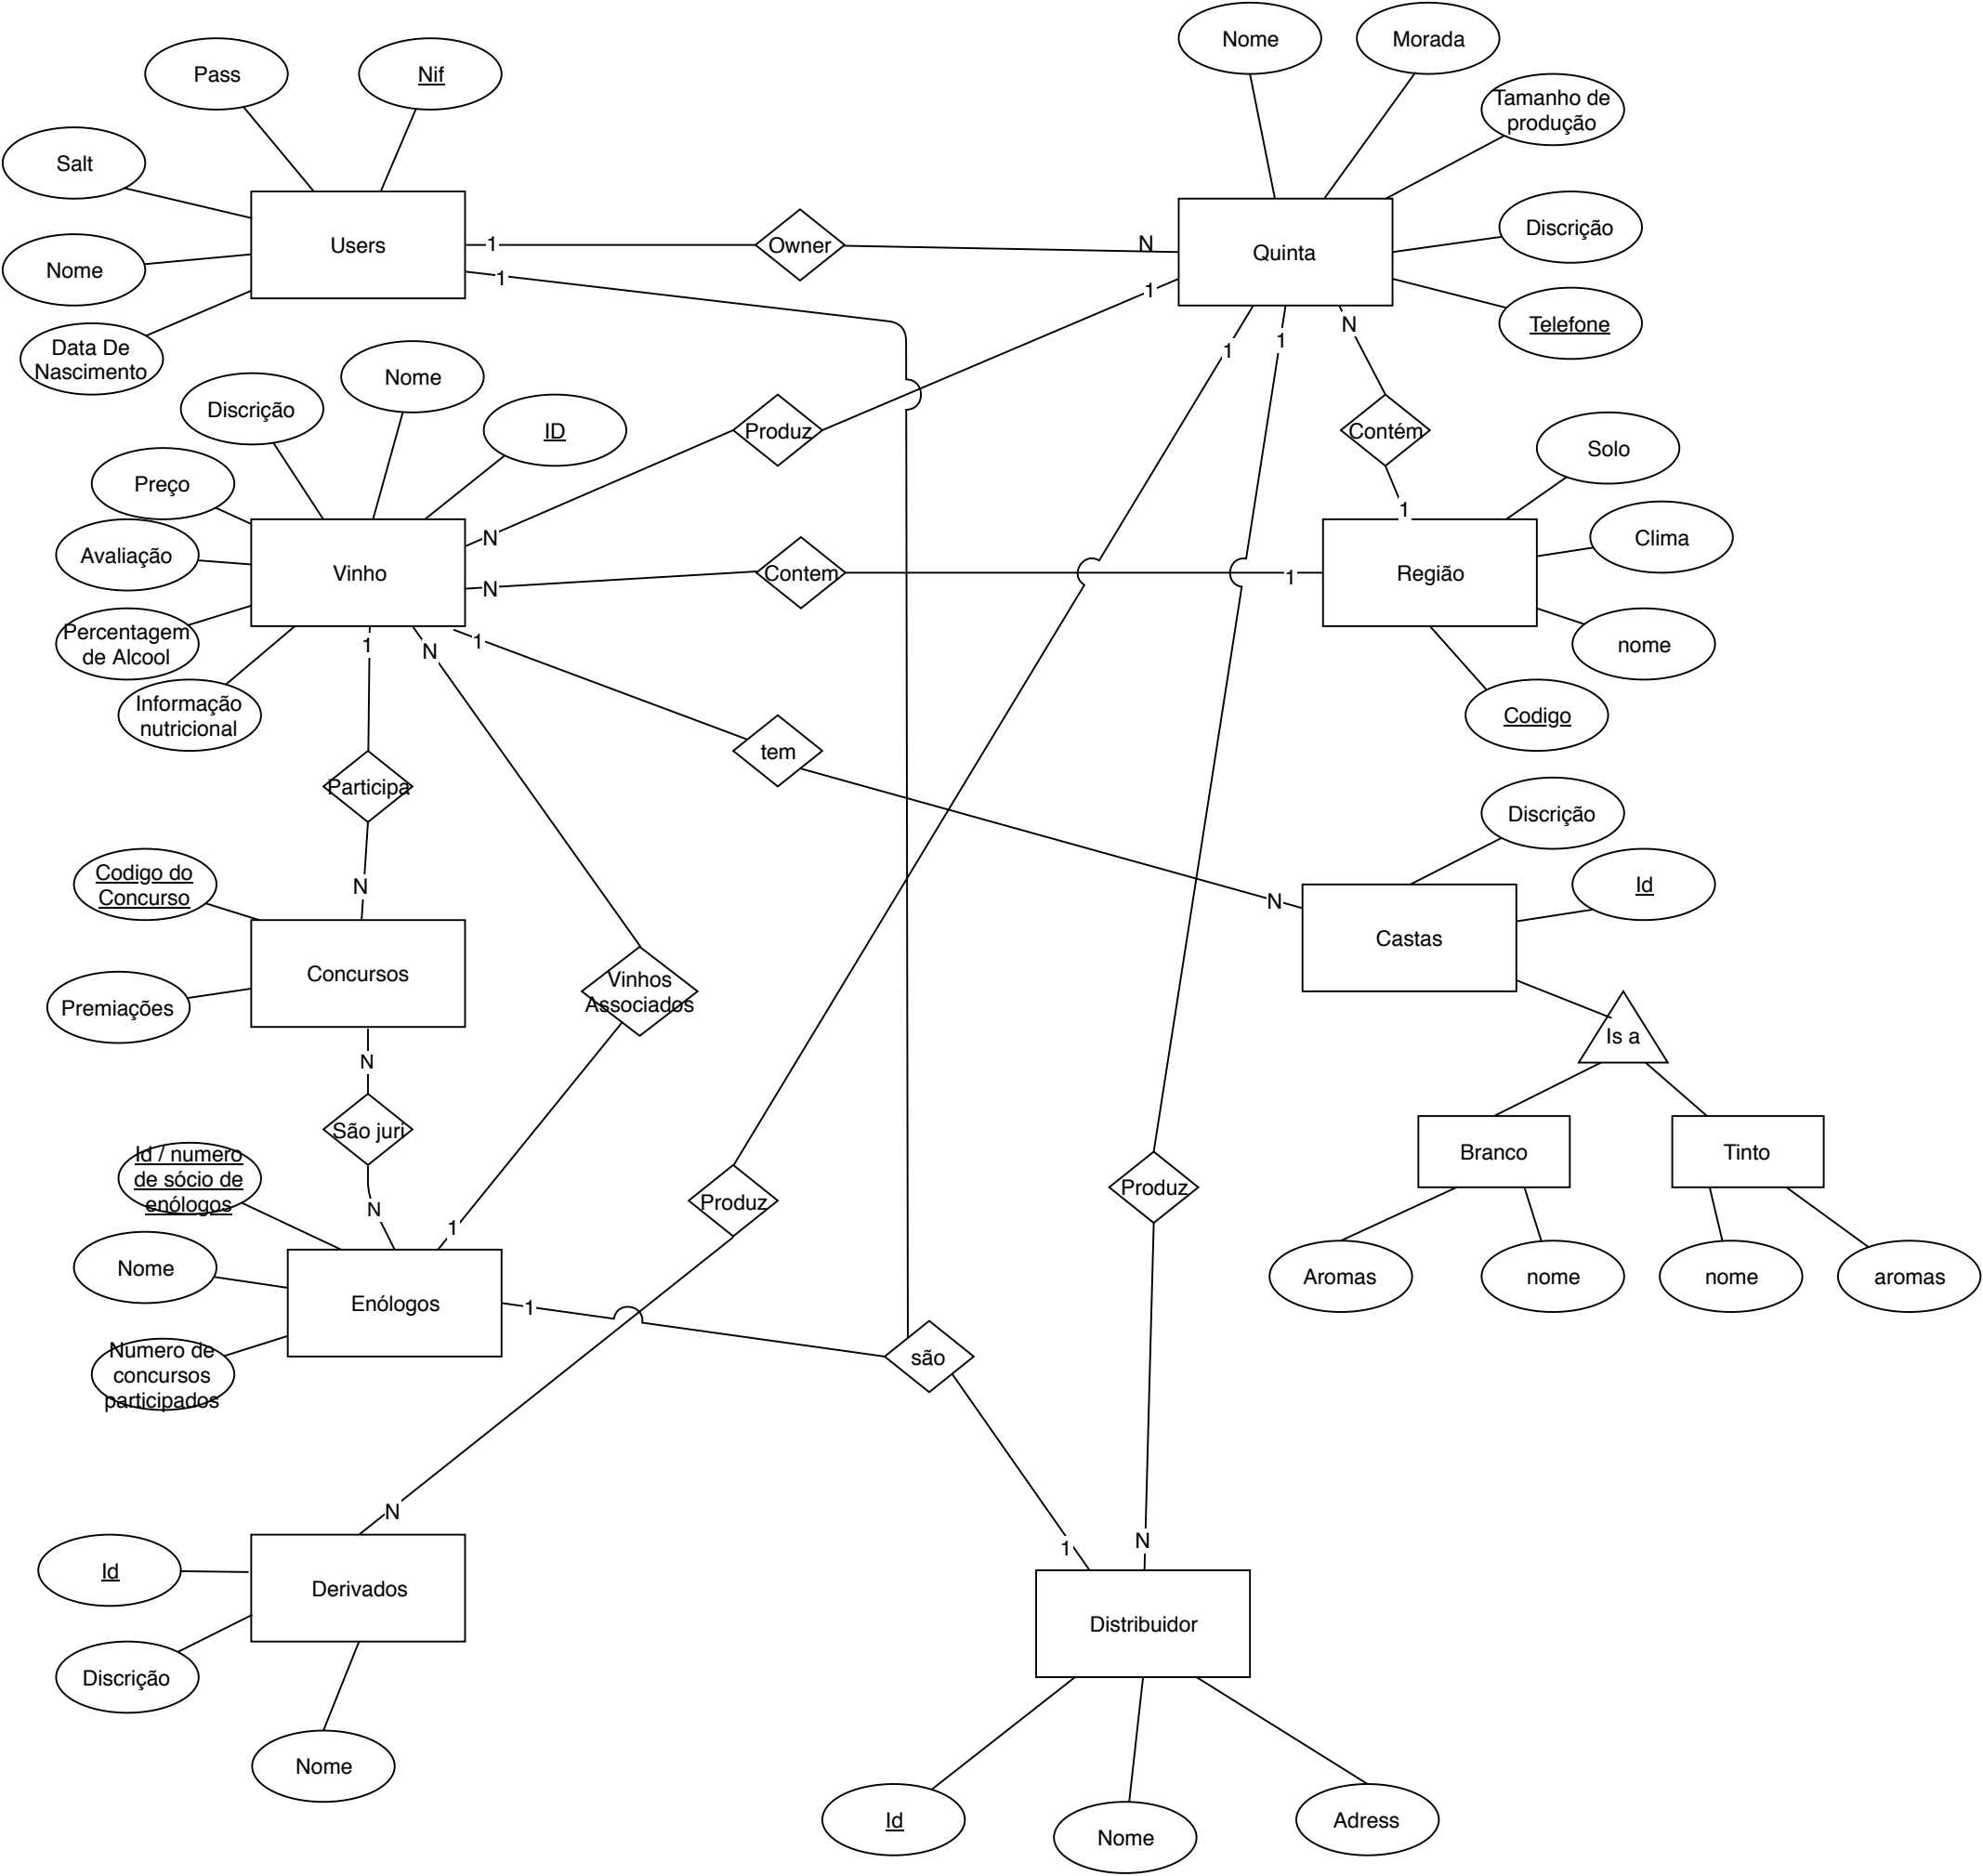 Nome
Morada
Pass
Nif
Tamanho de
produção
Salt
Discrição
Users
1
Owner
N
Quinta
Nome
1
1
Telefone
N
1
1
Data De
Nascimento
Nome
Discrição
ID
Produz
Contém
Solo
Preço
1
N
Clima
Avaliação
Vinho
N
Contem
1
Região
Percentagem
de Alcool
1
N
1
nome
Informação
nutricional
Codigo
tem
Participa
Discrição
Codigo do
Concurso
N
Id
N
Castas
Concursos
Vinhos
Associados
Premiações
Is a
N
São juri
Branco
Tinto
Id / numero
de sócio de
enólogos
Produz
Produz
N
1
Nome
Aromas
nome
nome
aromas
Enólogos
1
são
Numero de
concursos
participados
N
N
1
Id
Derivados
Distribuidor
Discrição
Nome
Id
Nome
Adress